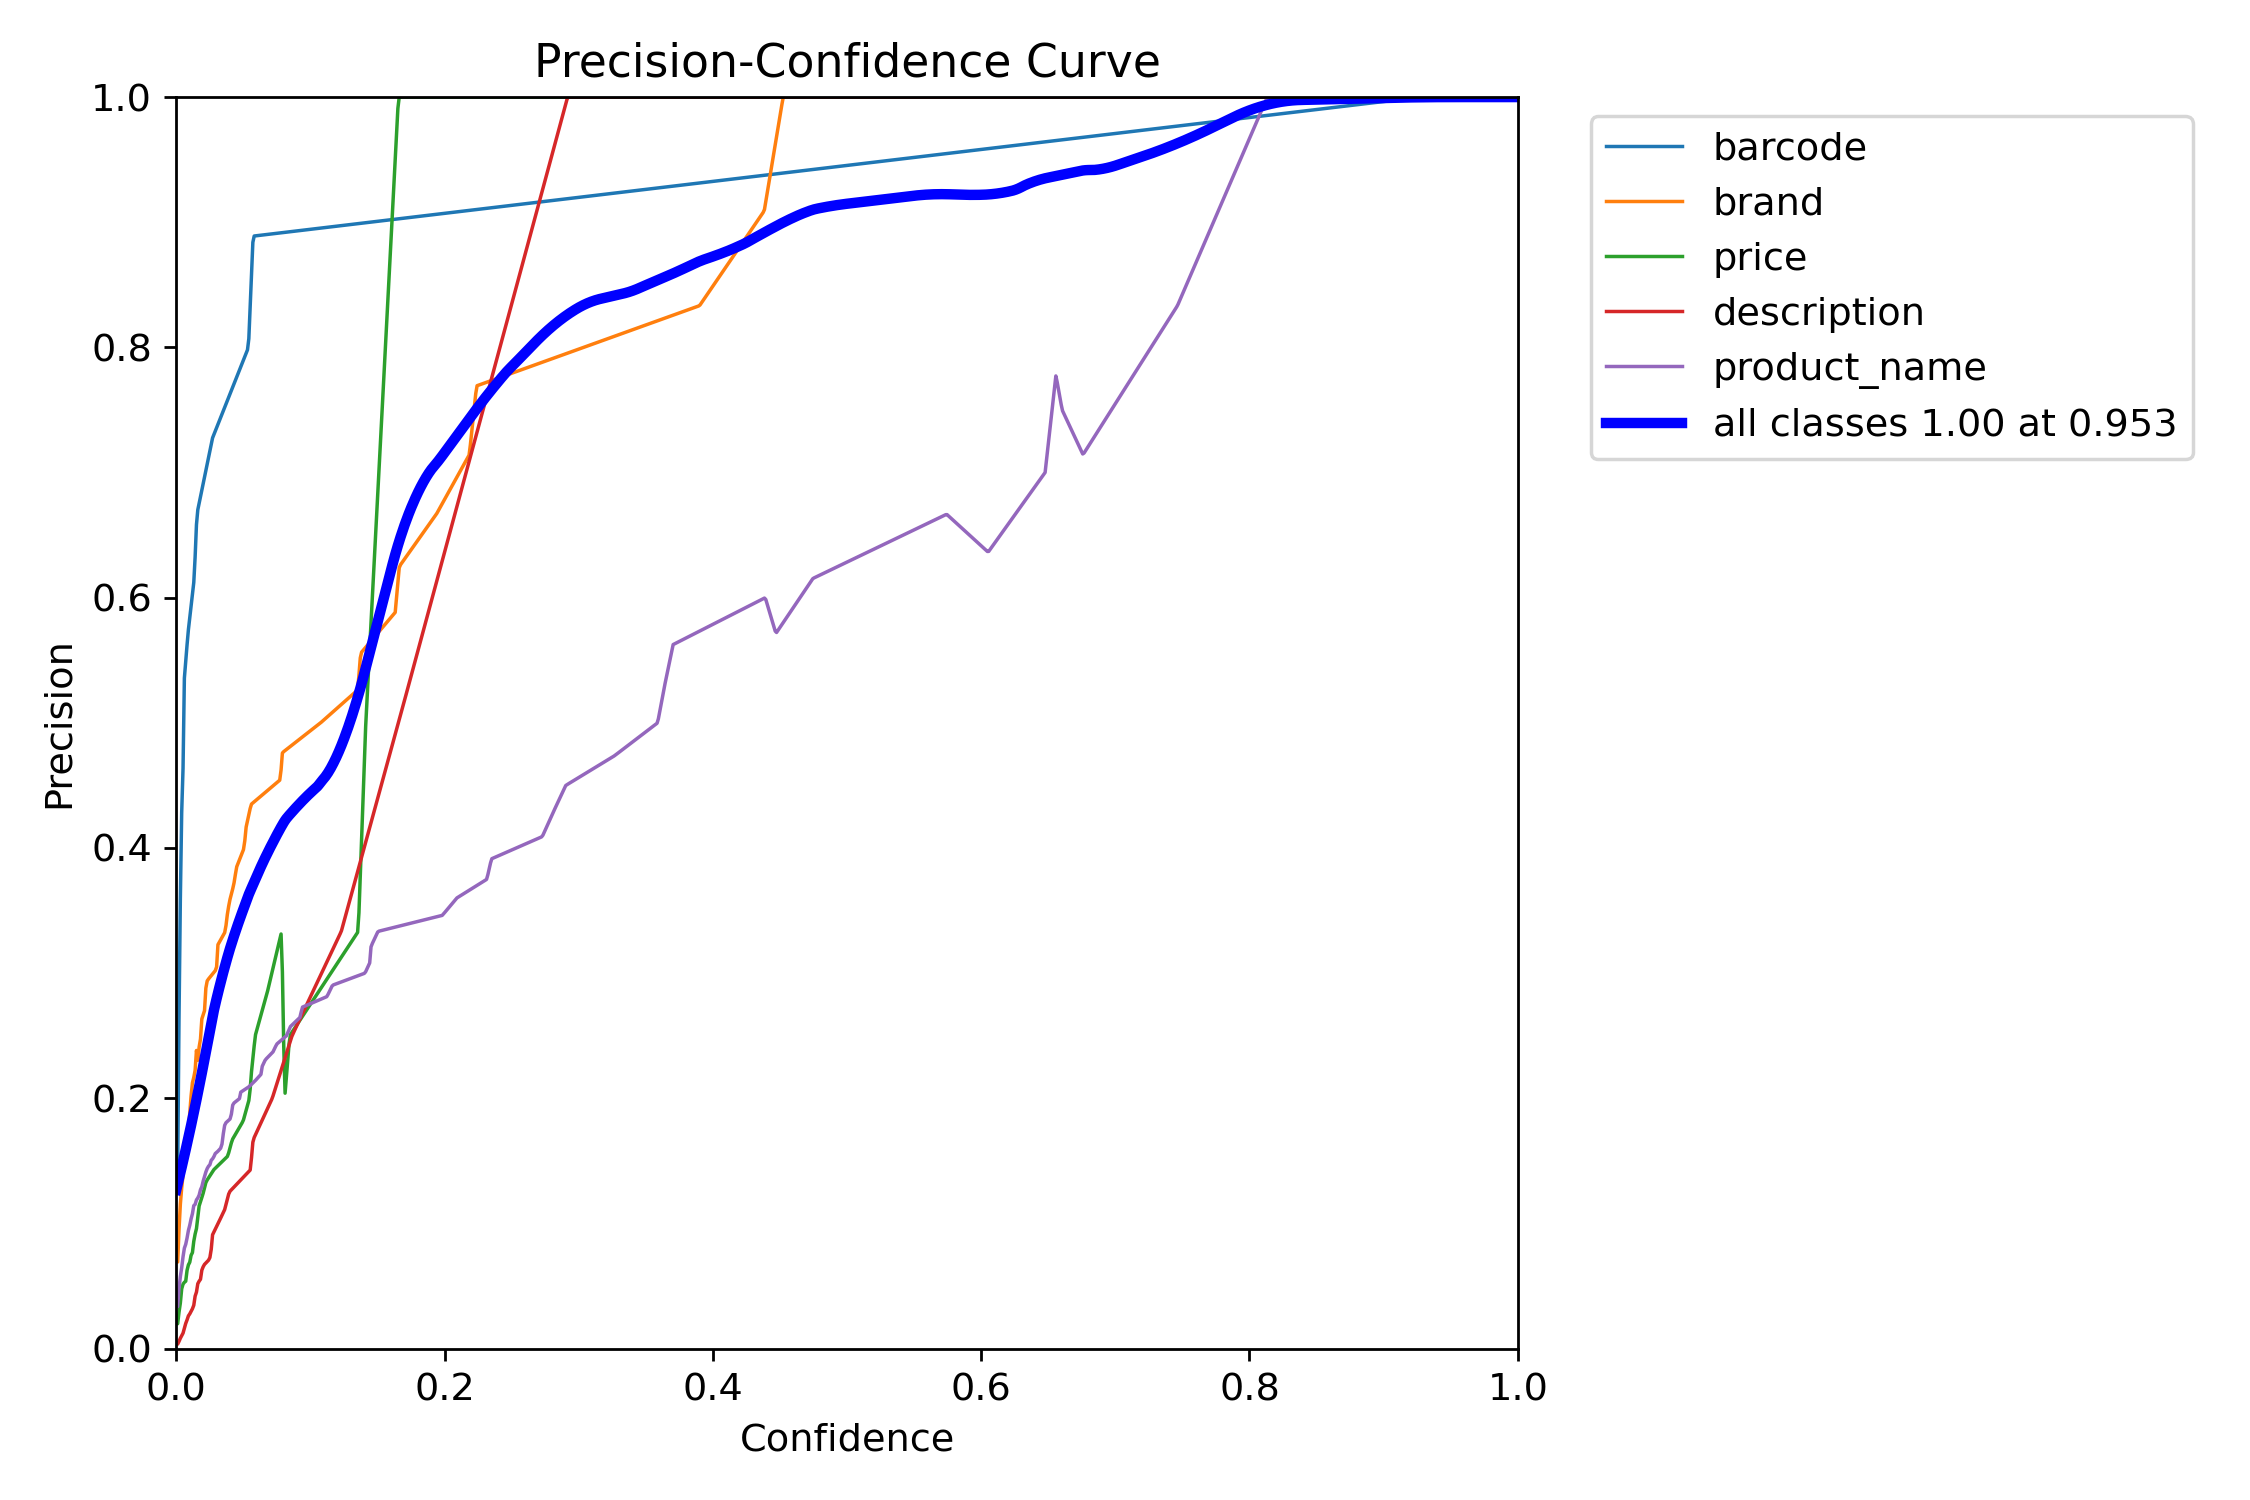 Precision-Confidence Curve
1.0
0.8
0.6
0.4
0.2
0.0
Precision
0.0 0.2 0.4 0.6 0.8 1.0
Confidence
barcode
brand
price
description
product_name
all classes 1.00 at 0.953